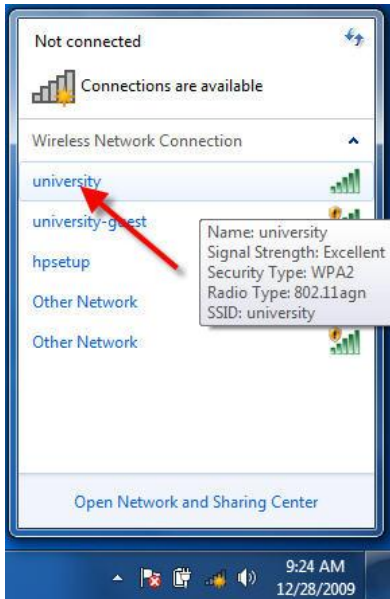 Not connected
Connections are available
Wireless Network Connection
university
university-guest
Name: university
Signal Strength: Excellent
Security Type: WPA2
Radio Type: 802.11agn
SSID: university
hpsetup
Other Network
Other Network
Open Network and Sharing Center
9:24 AM
12/28/2009